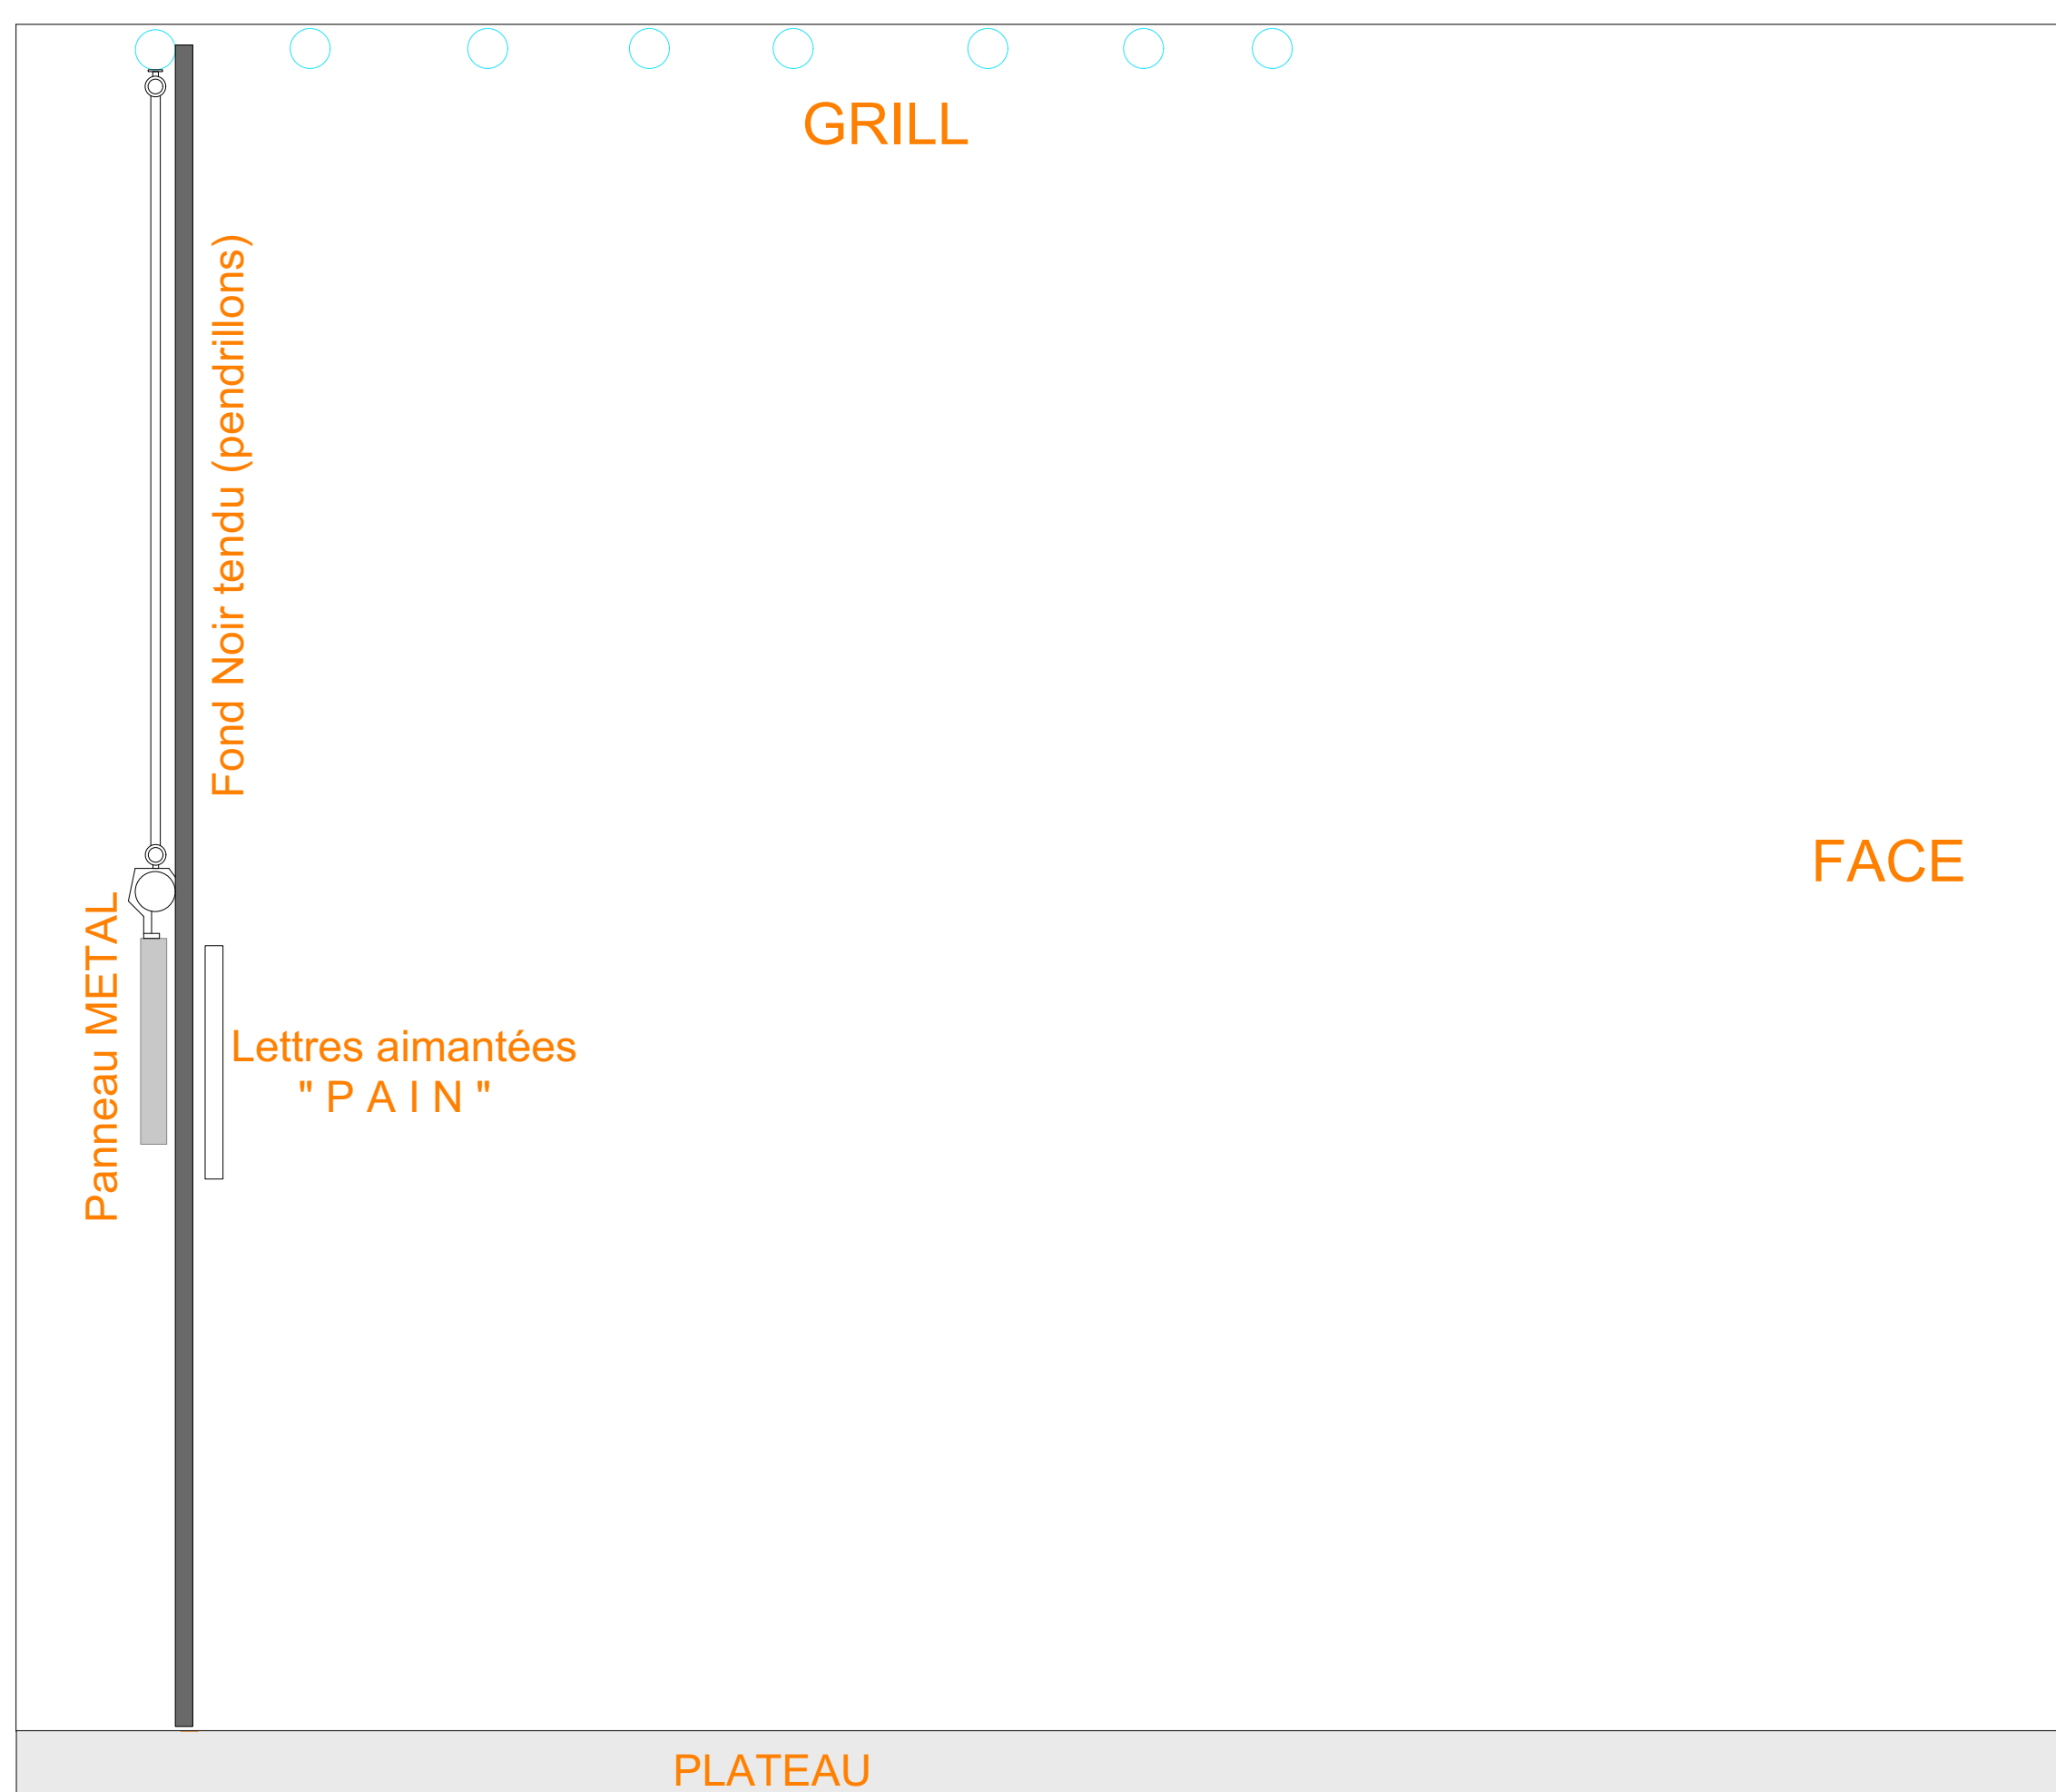 GRILL
Fond Noir tendu (pendrillons)
FACE
Panneau METAL
Lettres aimantées
" P A I N "
PLATEAU